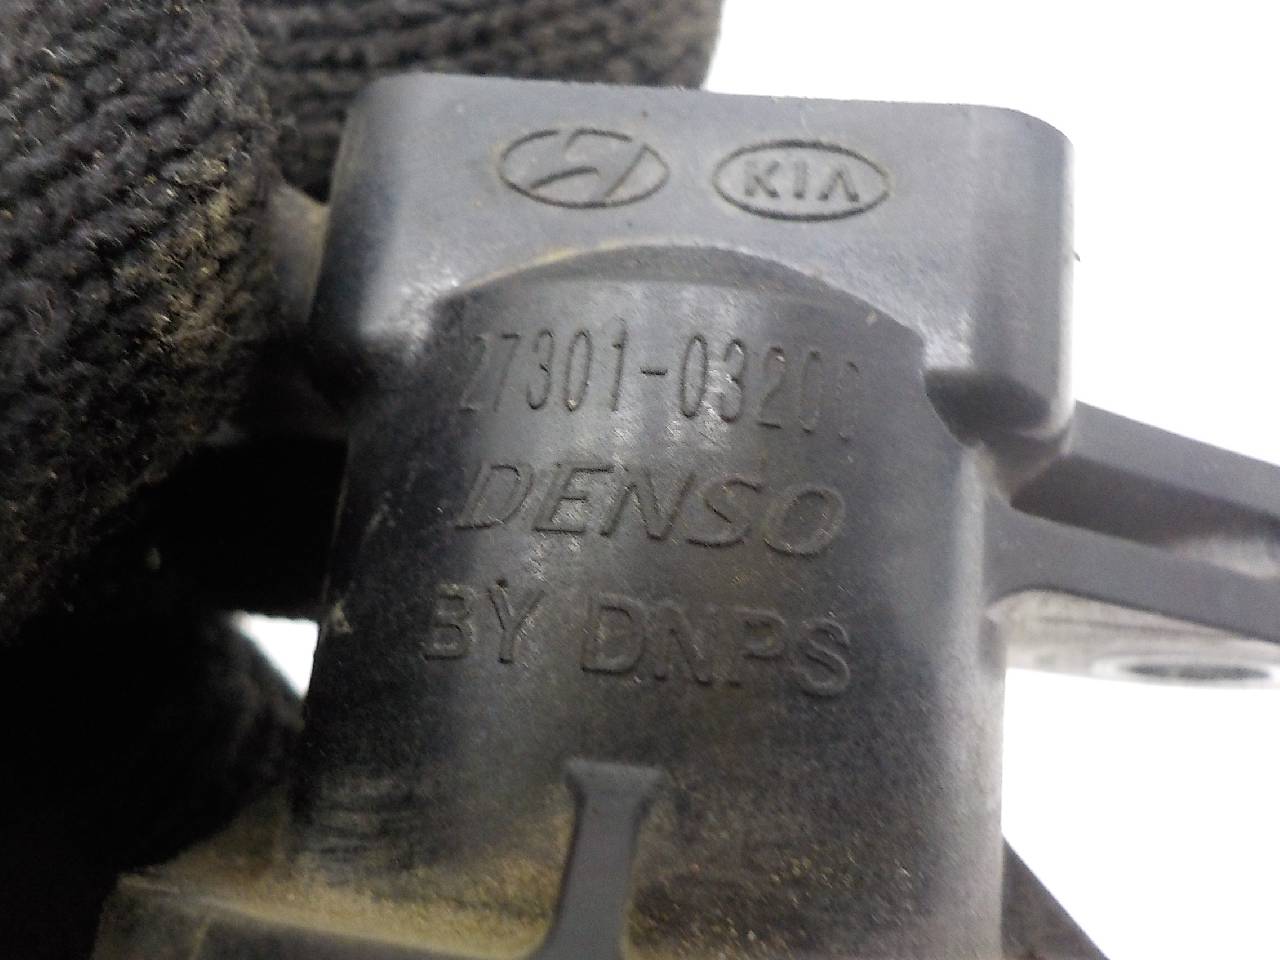 KIA
27301-03200
DENSO
BY DNPS